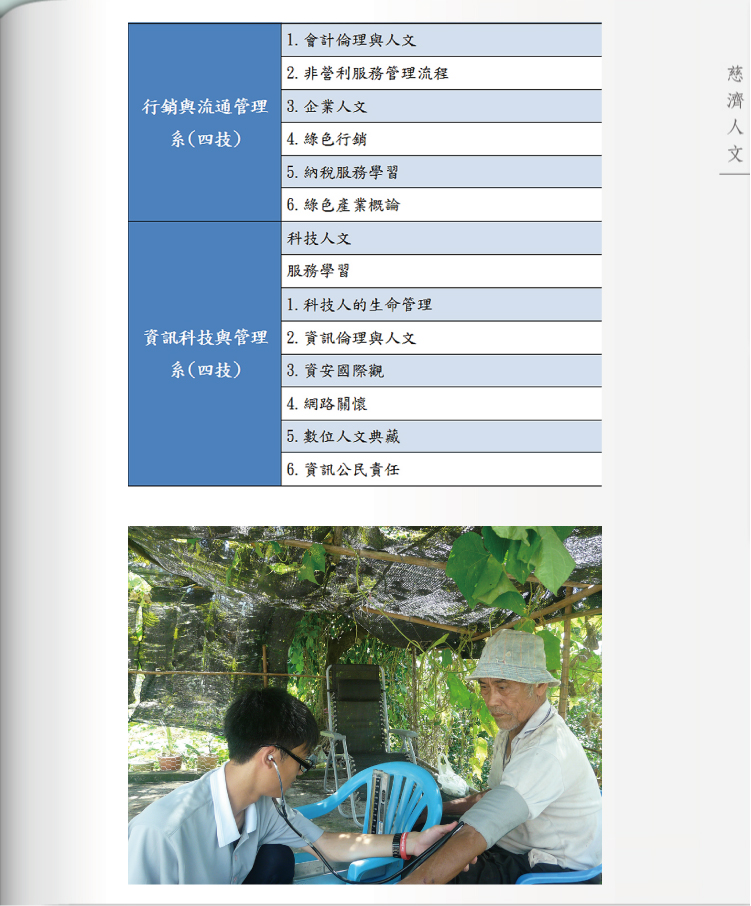 慈濟人文
行銷與流通管理
系(四技)
1. 會計倫理與人文
2. 非營利服務管理流程
3. 企業人文
4. 綠色行銷
5. 納稅服務學習
6. 綠色產業概論
資訊科技與管理
系(四技)
科技人文
服務學習
1. 科技人的生命管理
2. 資訊倫理與人文
3. 資安國際觀
4. 網路關懷
5. 數位人文典藏
6. 資訊公民責任